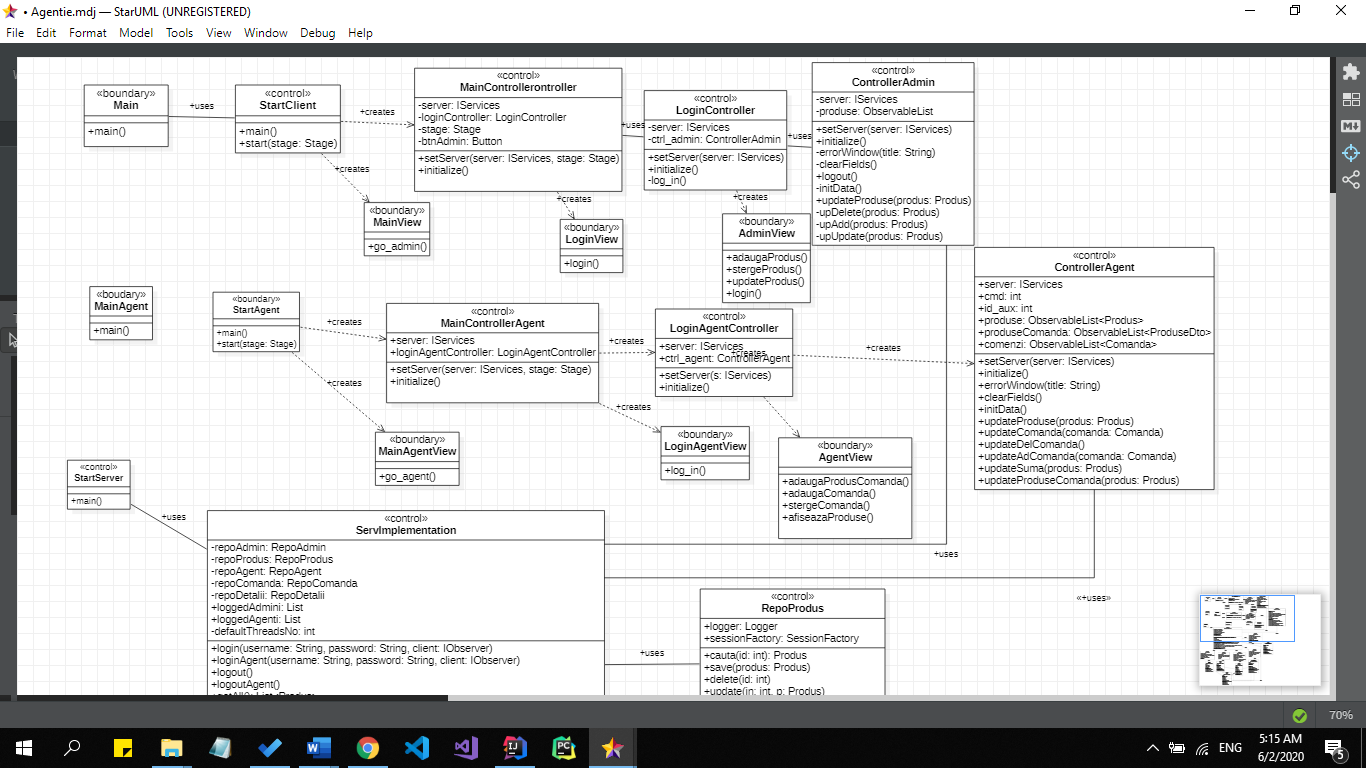 • Agentie.mdj — StarUML (UNREGISTERED)
File Edit Format Model Tools View Window Debug Help
«boundary»
Main
+main()
+uses
«control»
StartClient
+main()
+start(stage: Stage)
+creates
+creates
«control»
MainControllerontroller
-server: IServices
-loginController: LoginController
-stage: Stage
-btnAdmin: Button
+setServer(server: IServices, stage: Stage)
+initialize()
+uses
«control»
LoginController
-server: IServices
-ctrl_admin: ControllerAdmin
+setServer(server: IServices)
+initialize()
-log_in()
+uses
«control»
ControllerAdmin
-server: IServices
-produse: ObservableList
+setServer(server: IServices)
+initialize()
-errorWindow(title: String)
-clearFields()
+logout()
-initData()
+updateProduse(produs: Produs)
-upDelete(produs: Produs)
-upAdd(produs: Produs)
-upUpdate(produs: Produs)
«boundary»
MainView
+go_admin()
+creates
«boundary»
LoginView
+login()
+creates
«boundary»
AdminView
+adaugaProdus()
+stergeProdus()
+updateProdus()
+login()
«boudary»
MainAgent
+main()
«boundary»
StartAgent
+main()
+start(stage: Stage)
+creates
+creates
«control»
MainControllerAgent
+server: IServices
+loginAgentController: LoginAgentController
+setServer(server: IServices, stage: Stage)
+initialize()
+creates
+creates
«control»
LoginAgentController
+server: IServices
+ctrl_agent: ControllerAgent
+setServer(s: IServices)
+initialize()
+creates
+creates
«control»
ControllerAgent
+server: IServices
+cmd: int
+id_aux: int
+produse: ObservableList<Produs>
+produseComanda: ObservableList<ProduseDto>
+comenzi: ObservableList<Comanda>
+setServer(server: IServices)
+initialize()
+errorWindow(title: String)
+clearFields()
+initData()
+updateProduse(produs: Produs)
+updateComanda(comanda: Comanda)
+updateDelComanda()
+updateAdComanda(comanda: Comanda)
+updateSuma(produs: Produs)
+updateProduseComanda(produs: Produs)
«boundary»
MainAgentView
+go_agent()
«boundary»
LoginAgentView
+log_in()
«boundary»
AgentView
+adaugaProdusComanda()
+adaugaComanda()
+stergeComanda()
+afiseazaProduse()
«control»
StartServer
+main()
+uses
«control»
ServImplementation
-repoAdmin: RepoAdmin
-repoProdus: RepoProdus
-repoAgent: RepoAgent
-repoComanda: RepoComanda
-repoDetalii: RepoDetalii
+loggedAdmini: List
+loggedAgenti: List
-defaultThreadsNo: int
+login(username: String, password: String, client: IObserver)
+loginAgent(username: String, password: String, client: IObserver)
+logout()
+logoutAgent()
+uses
«+uses»
+uses
«control»
RepoProdus
+logger: Logger
+sessionFactory: SessionFactory
+cauta(id: int): Produs
+save(produs: Produs)
+delete(id: int)
+update(in: int, p: Produs)
70%
ENG
5:15 AM
6/2/2020
5